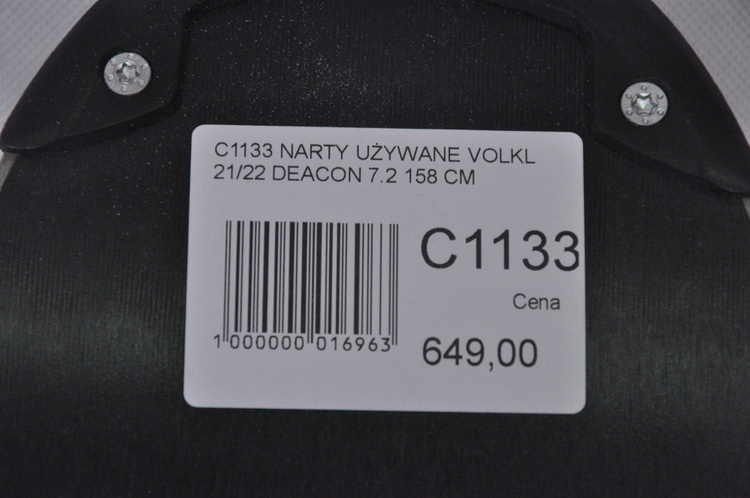 C1133 NARTY UŻYWANE VOLKL
21/22 DEACON 7.2 158 CM
C1133
Cena
649,00
1 000000 016963